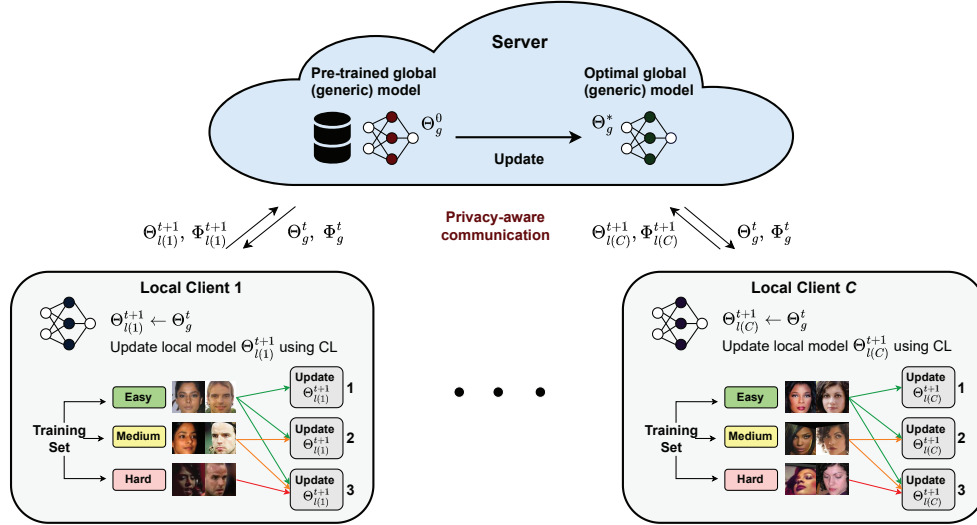 Server
Pre-trained global
(generic) model
Θ_g^0
Update
Optimal global
(generic) model
Θ_g^*
Θ_{l(1)}^{t+1}, Φ_{l(1)}^{t+1}
Θ_g^t, Φ_g^t
Privacy-aware
communication
Θ_{l(C)}^{t+1}, Φ_{l(C)}^{t+1}
Θ_g^t, Φ_g^t
Local Client 1
Θ_{l(1)}^{t+1} ← Θ_g^t
Update local model Θ_{l(1)}^{t+1} using CL
Training
Set
Easy
Medium
Hard
Update
Θ_{l(1)}^{t+1}
1
Update
Θ_{l(1)}^{t+1}
2
Update
Θ_{l(1)}^{t+1}
3
Local Client C
Θ_{l(C)}^{t+1} ← Θ_g^t
Update local model Θ_{l(C)}^{t+1} using CL
Training
Set
Easy
Medium
Hard
Update
Θ_{l(C)}^{t+1}
1
Update
Θ_{l(C)}^{t+1}
2
Update
Θ_{l(C)}^{t+1}
3